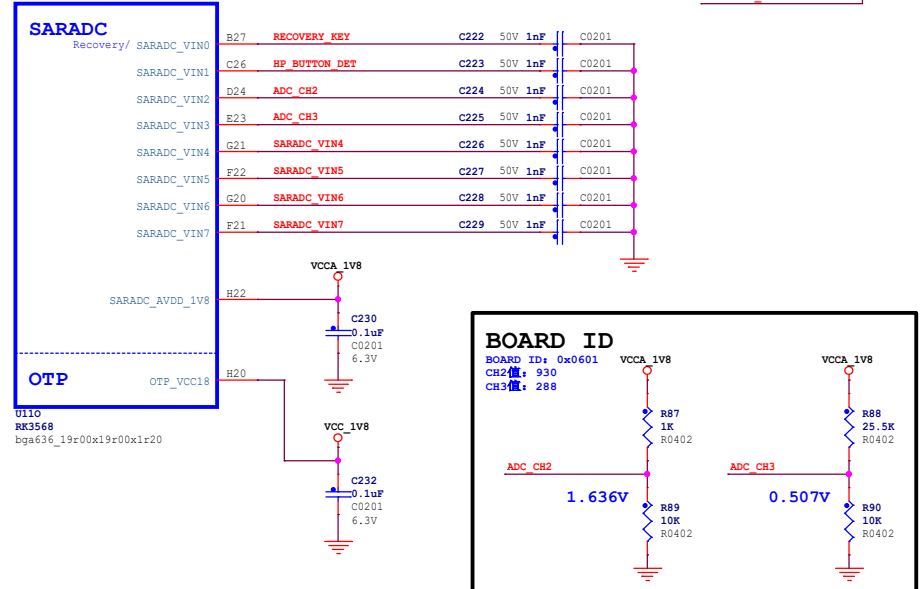 SARADC
Recovery/ SARADC_VIN0 B27 RECOVERY_KEY C222 50V 1nF C0201
SARADC_VIN1 C26 HP_BUTTON_DET C223 50V 1nF C0201
SARADC_VIN2 D24 ADC_CH2 C224 50V 1nF C0201
SARADC_VIN3 E23 ADC_CH3 C225 50V 1nF C0201
SARADC_VIN4 G21 SARADC_VIN4 C226 50V 1nF C0201
SARADC_VIN5 F22 SARADC_VIN5 C227 50V 1nF C0201
SARADC_VIN6 G20 SARADC_VIN6 C228 50V 1nF C0201
SARADC_VIN7 F21 SARADC_VIN7 C229 50V 1nF C0201
VCCA_1V8
SARADC_AVDD_1V8 H22
C230
0.1uF
C0201
6.3V
OTP OTP_VCC18 H20
U11O
RK3568
bga636_19r00x19r00x1r20
VCC_1V8
C232
0.1uF
C0201
6.3V
BOARD ID
BOARD ID: 0x0601
CH2值: 930
CH3值: 288
VCCA_1V8
R87
1K
R0402
ADC_CH2
1.636V
R89
10K
R0402
VCCA_1V8
R88
25.5K
R0402
ADC_CH3
0.507V
R90
10K
R0402